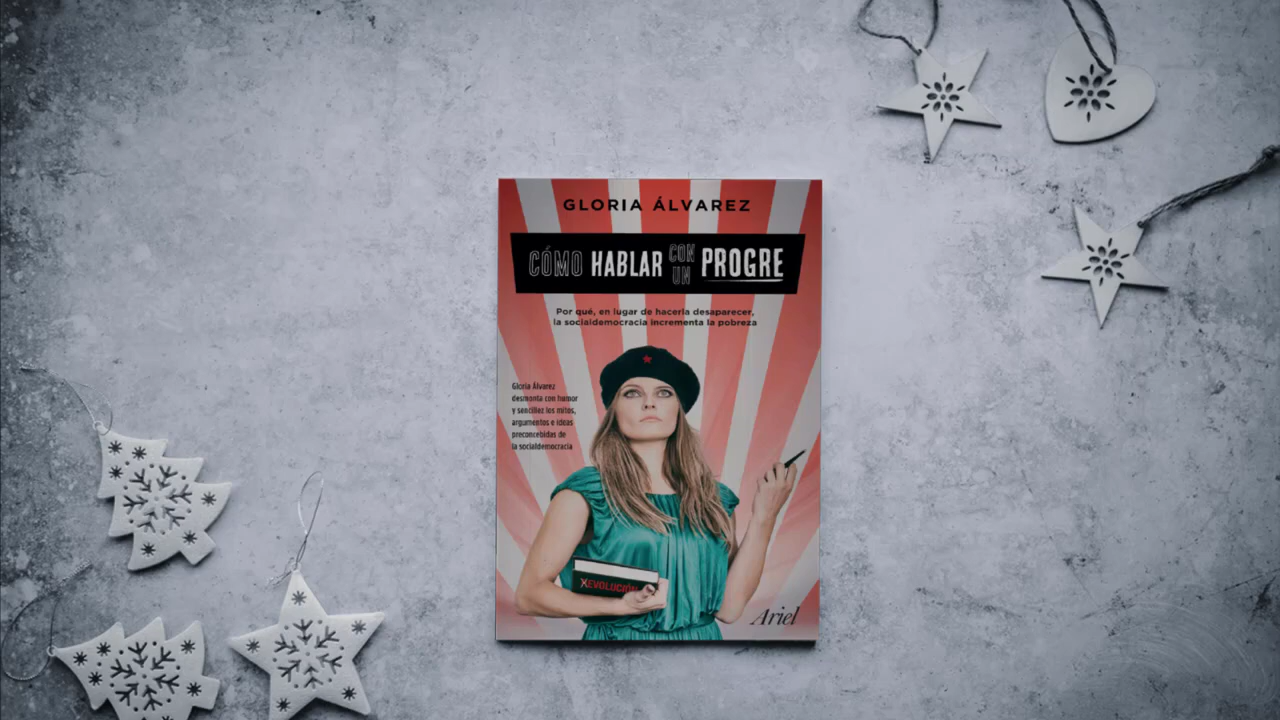 GLORIA ÁLVAREZ
CÓMO HABLAR CON UN PROGRE
Por qué, en lugar de hacerla desaparecer,
la socialdemocracia incrementa la pobreza
Gloria Álvarez
desmonta con humor
y sencillez los mitos,
argumentos e ideas
preconcebidas de
la socialdemocracia
XEVOLUCIÓN
Ariel